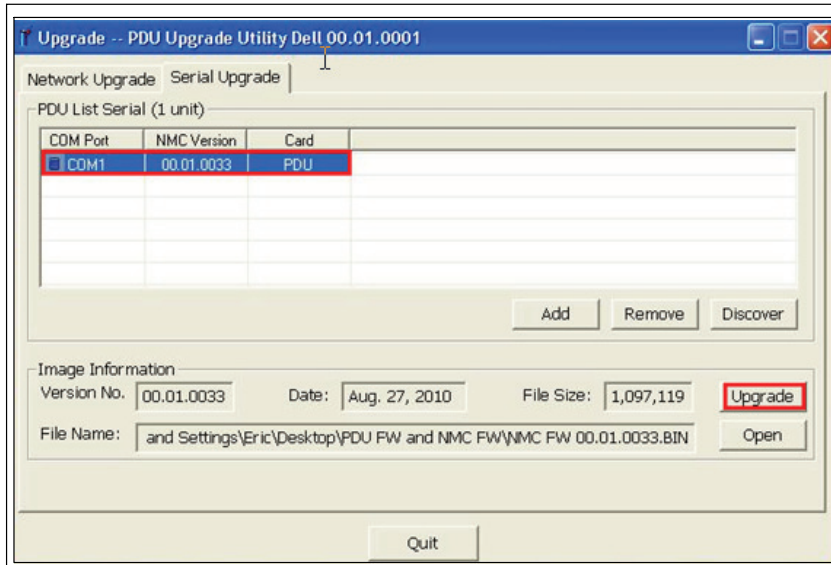 Upgrade -- PDU Upgrade Utility Dell 00.01.0001
Network Upgrade Serial Upgrade
PDU List Serial (1 unit)
COM Port NMC Version Card
COM1 00.01.0033 PDU
Add Remove Discover
Image Information
Version No. 00.01.0033 Date: Aug. 27, 2010 File Size: 1,097,119 Upgrade
File Name: and Settings\Eric\Desktop\PDU FW and NMC FW\NMC FW 00.01.0033.BIN Open
Quit